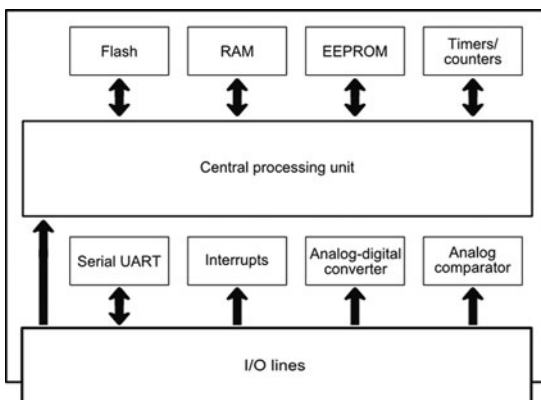 Flash
RAM
EEPROM
Timers/
counters
Central processing unit
Serial UART
Interrupts
Analog-digital
converter
Analog
comparator
I/O lines